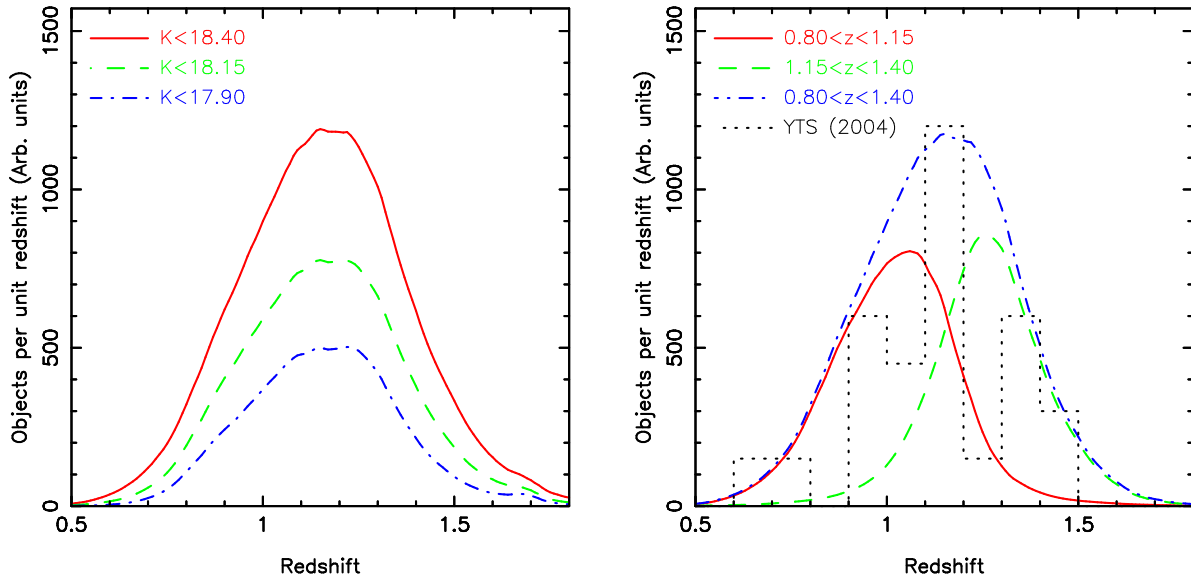 Objects per unit redshift (Arb. units)
1500
1000
500
0
K<18.40
K<18.15
K<17.90
0.5
1
1.5
Redshift
Objects per unit redshift (Arb. units)
1500
1000
500
0
0.80<z<1.15
1.15<z<1.40
0.80<z<1.40
YTS (2004)
0.5
1
1.5
Redshift